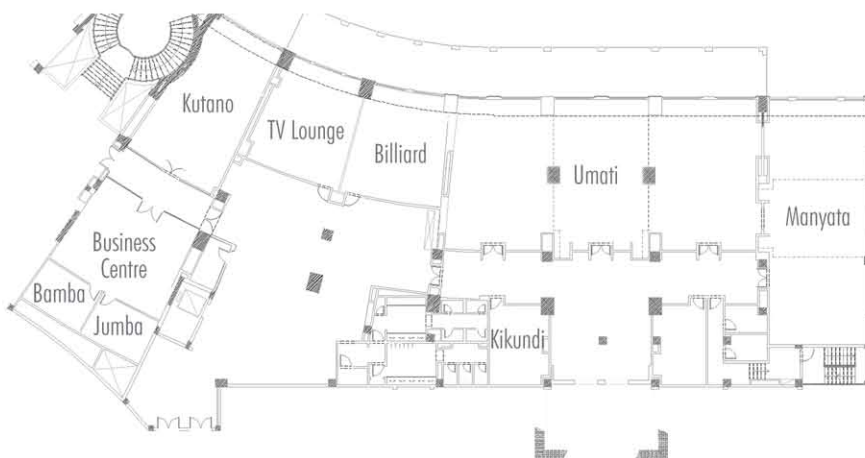 Kutano
TV Lounge
Billiard
Umati
Manyata
Business
Centre
Bamba
Jumba
Kikundi